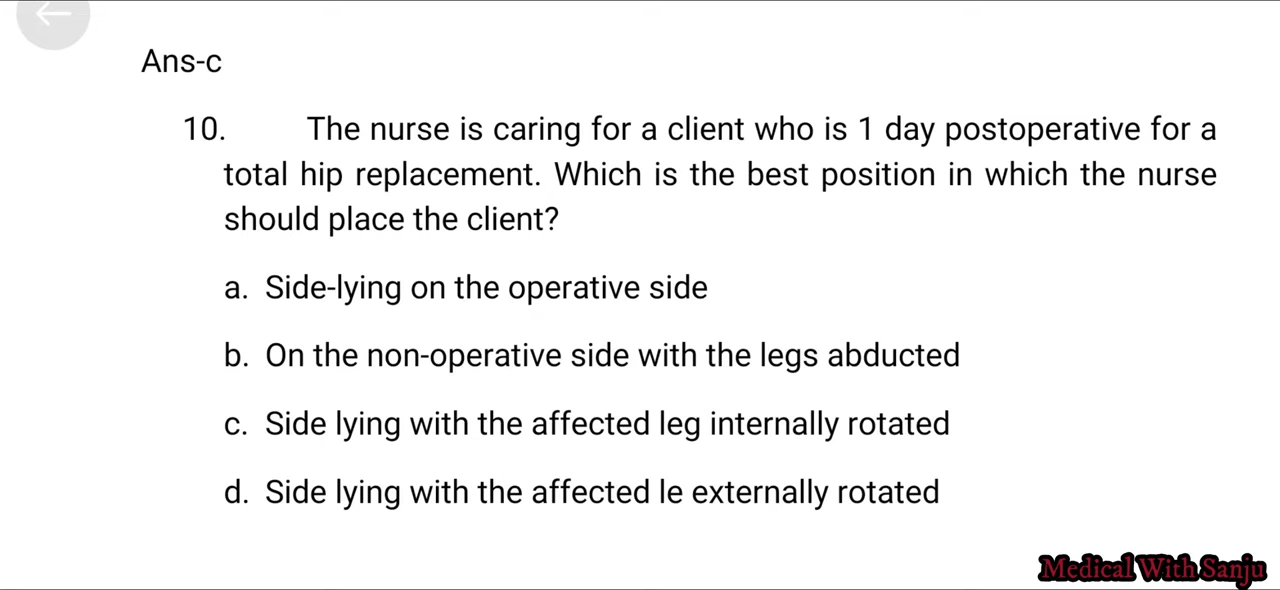 Ans-c
10. The nurse is caring for a client who is 1 day postoperative for a
total hip replacement. Which is the best position in which the nurse
should place the client?
a. Side-lying on the operative side
b. On the non-operative side with the legs abducted
c. Side lying with the affected leg internally rotated
d. Side lying with the affected le externally rotated
Medical With Sanju